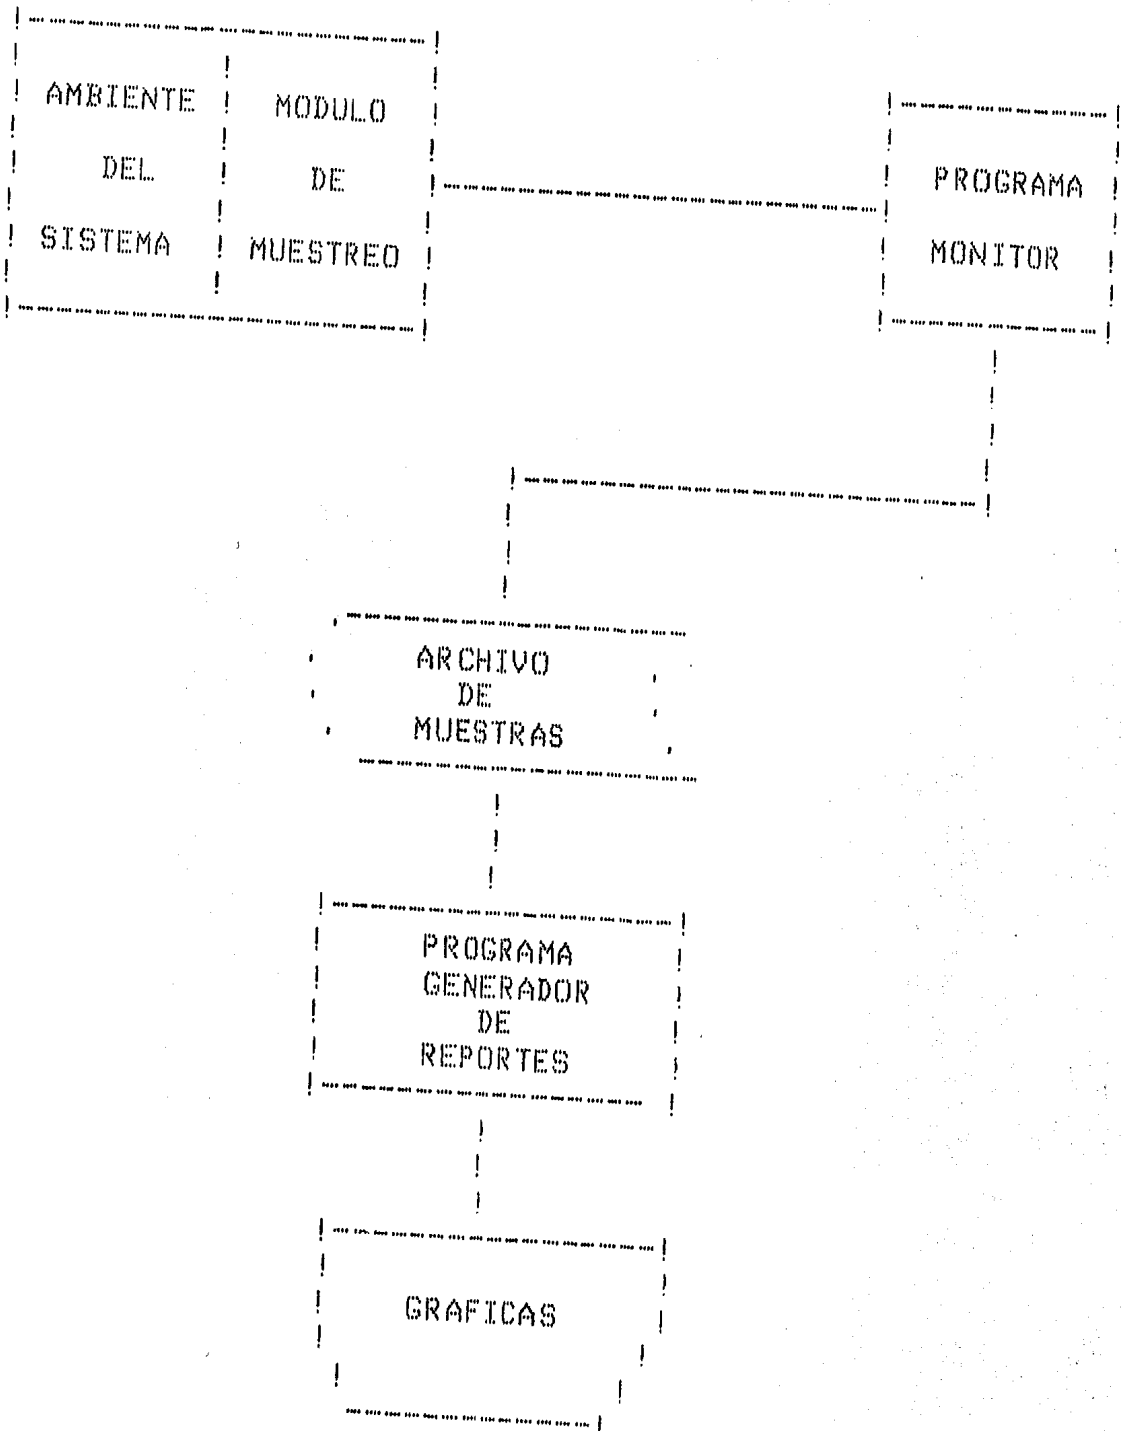 AMBIENTE
DEL
SISTEMA
MODULO
DE
MUESTREO
PROGRAMA
MONITOR
ARCHIVO
DE
MUESTRAS
PROGRAMA
GENERADOR
DE
REPORTES
GRAFICAS